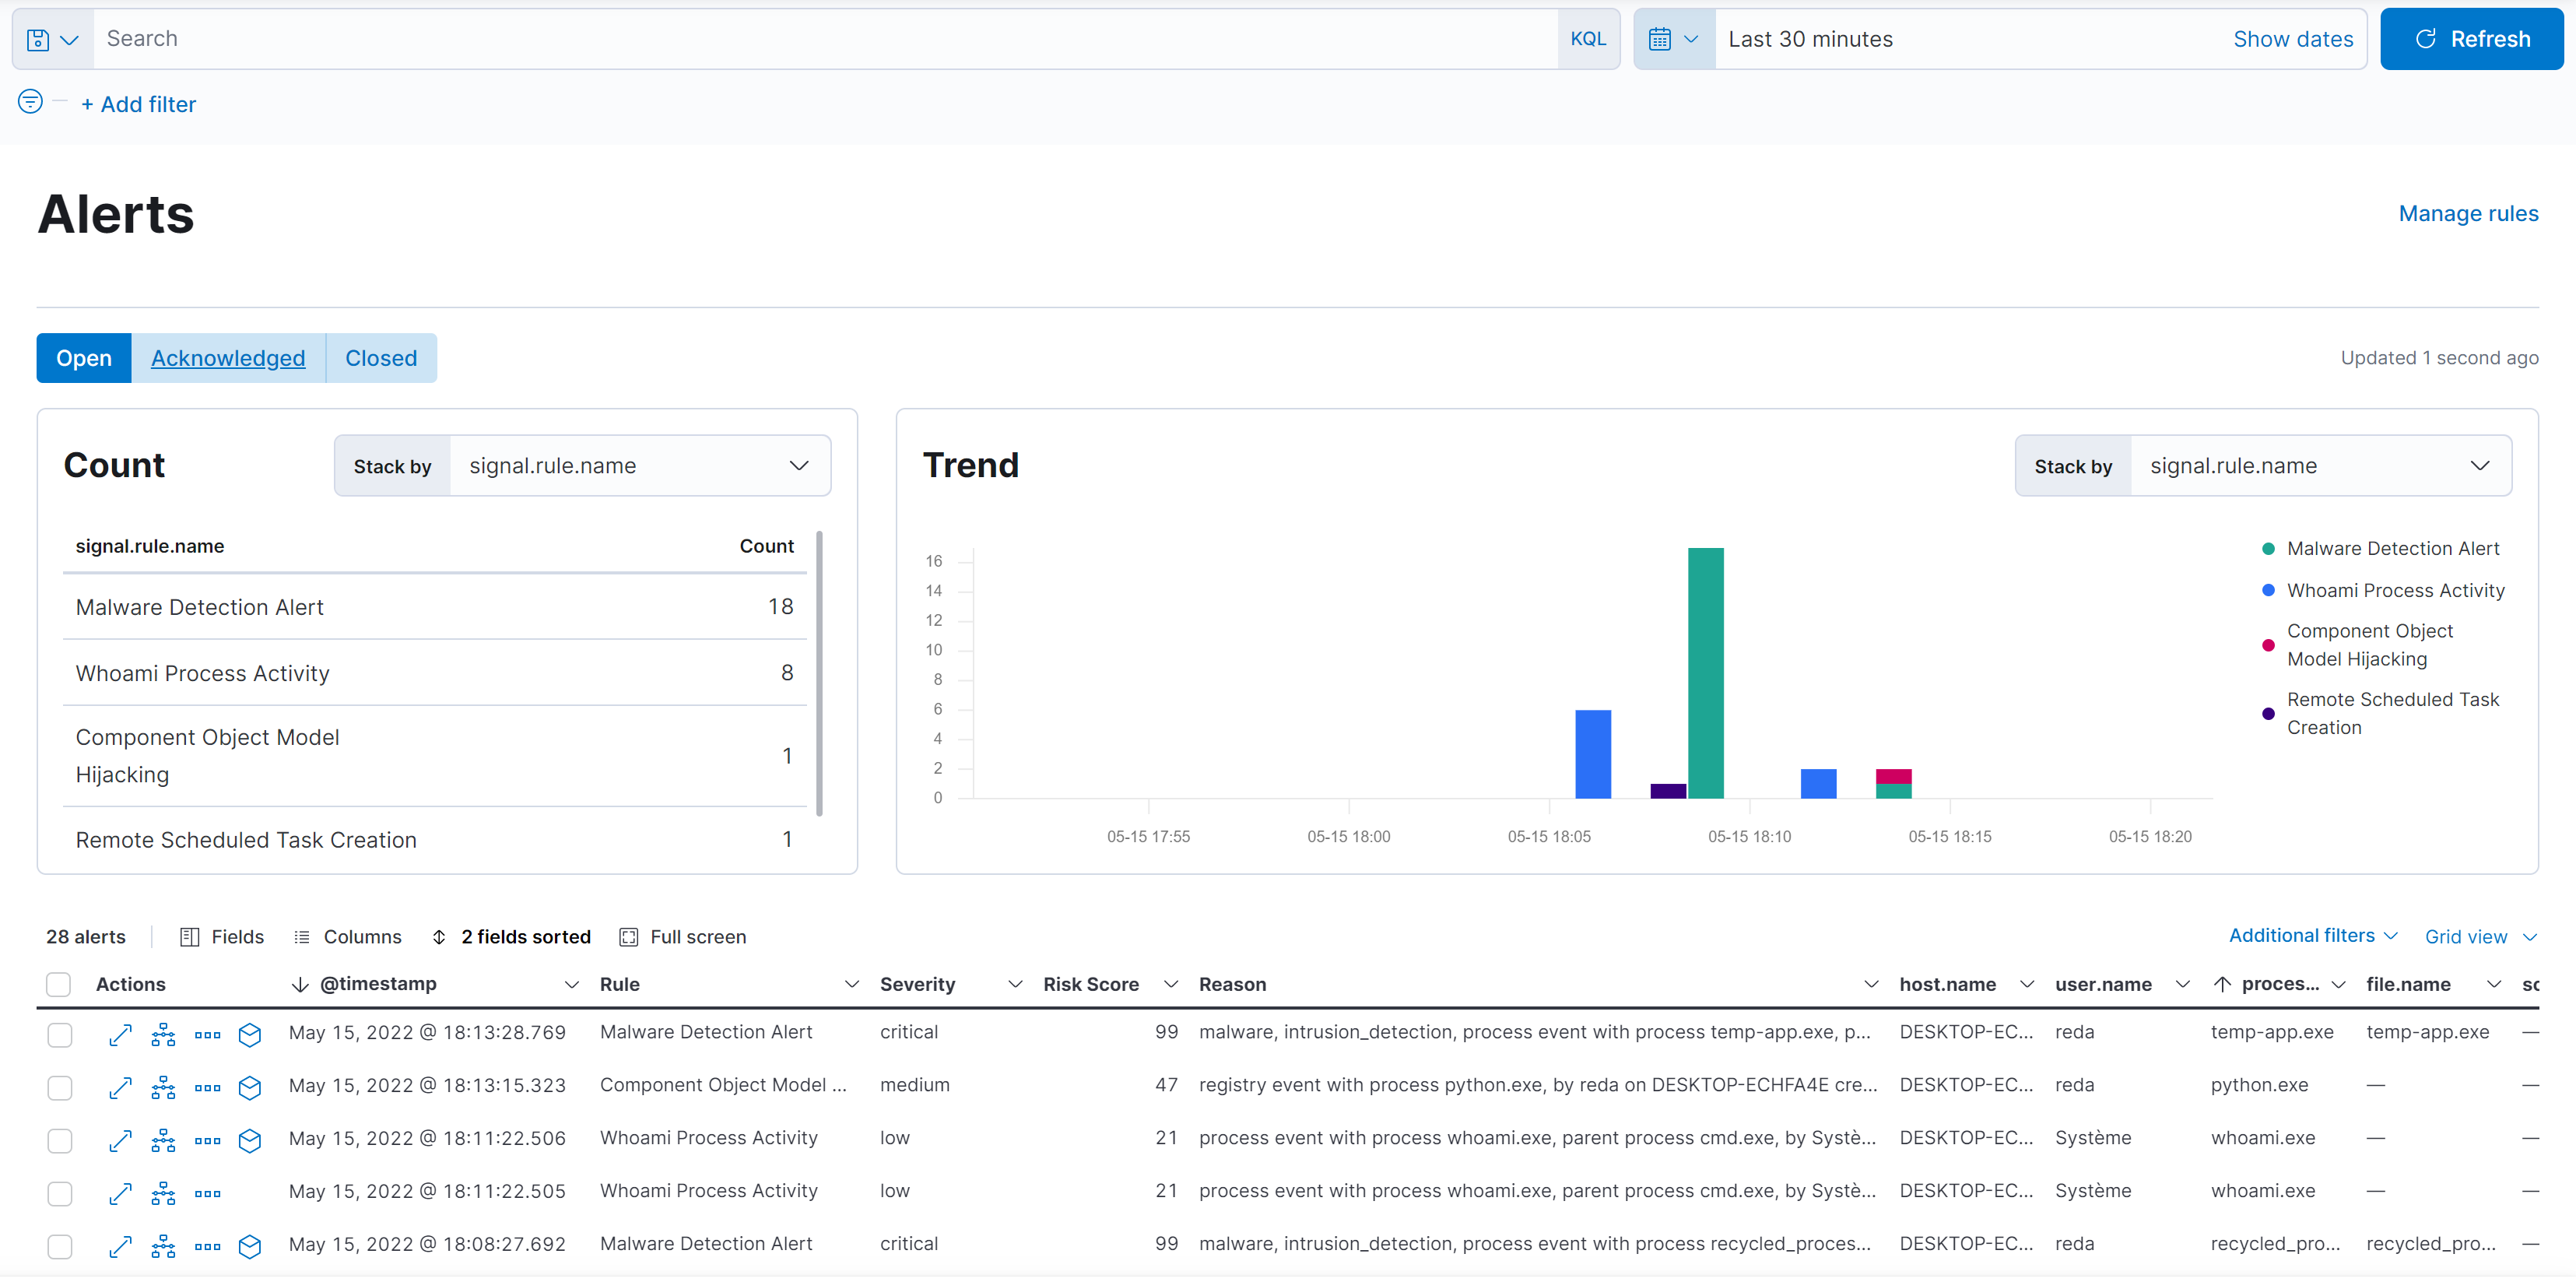 Search KQL Last 30 minutes Show dates Refresh
+ Add filter
Alerts Manage rules
Open Acknowledged Closed Updated 1 second ago
Count Stack by signal.rule.name
signal.rule.name Count
Malware Detection Alert 18
Whoami Process Activity 8
Component Object Model
Hijacking 1
Remote Scheduled Task Creation 1
Trend Stack by signal.rule.name
16
14
12
10
8
6
4
2
0
05-15 17:55 05-15 18:00 05-15 18:05 05-15 18:10 05-15 18:15 05-15 18:20
Malware Detection Alert
Whoami Process Activity
Component Object
Model Hijacking
Remote Scheduled Task
Creation
28 alerts Fields Columns 2 fields sorted Full screen Additional filters Grid view
Actions @timestamp Rule Severity Risk Score Reason host.name user.name proces... file.name
May 15, 2022 @ 18:13:28.769 Malware Detection Alert critical 99 malware, intrusion_detection, process event with process temp-app.exe, p... DESKTOP-EC... reda temp-app.exe temp-app.exe —
May 15, 2022 @ 18:13:15.323 Component Object Model ... medium 47 registry event with process python.exe, by reda on DESKTOP-ECHFA4E cre... DESKTOP-EC... reda python.exe — —
May 15, 2022 @ 18:11:22.506 Whoami Process Activity low 21 process event with process whoami.exe, parent process cmd.exe, by Systè... DESKTOP-EC... Système whoami.exe — —
May 15, 2022 @ 18:11:22.505 Whoami Process Activity low 21 process event with process whoami.exe, parent process cmd.exe, by Systè... DESKTOP-EC... Système whoami.exe — —
May 15, 2022 @ 18:08:27.692 Malware Detection Alert critical 99 malware, intrusion_detection, process event with process recycled_proces... DESKTOP-EC... reda recycled_pro... recycled_pro... —